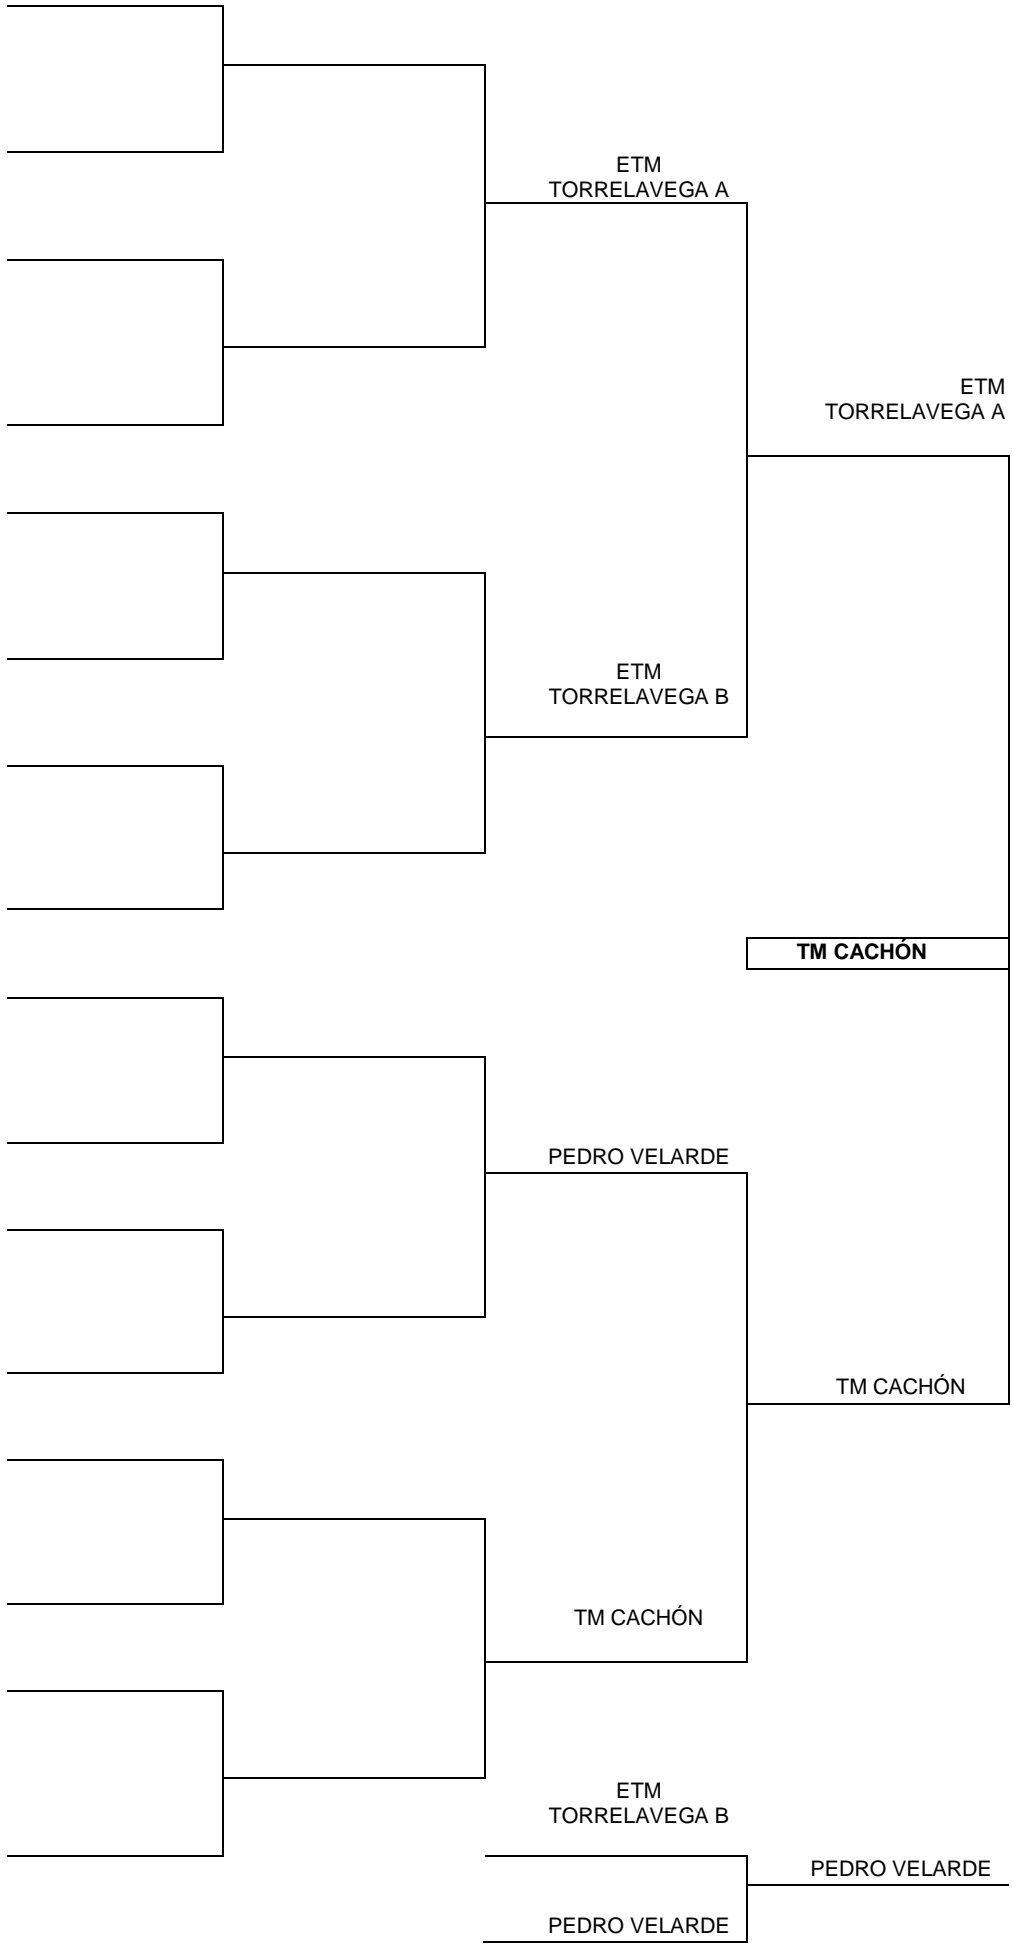 ETM
TORRELAVEGA A
ETM
TORRELAVEGA A
ETM
TORRELAVEGA B
TM CACHÓN
PEDRO VELARDE
TM CACHÓN
TM CACHÓN
ETM
TORRELAVEGA B
PEDRO VELARDE
PEDRO VELARDE